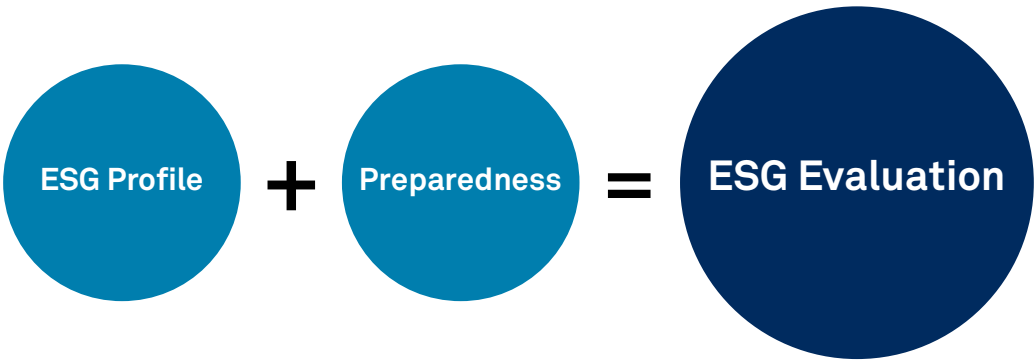 ESG Profile + Preparedness = ESG Evaluation